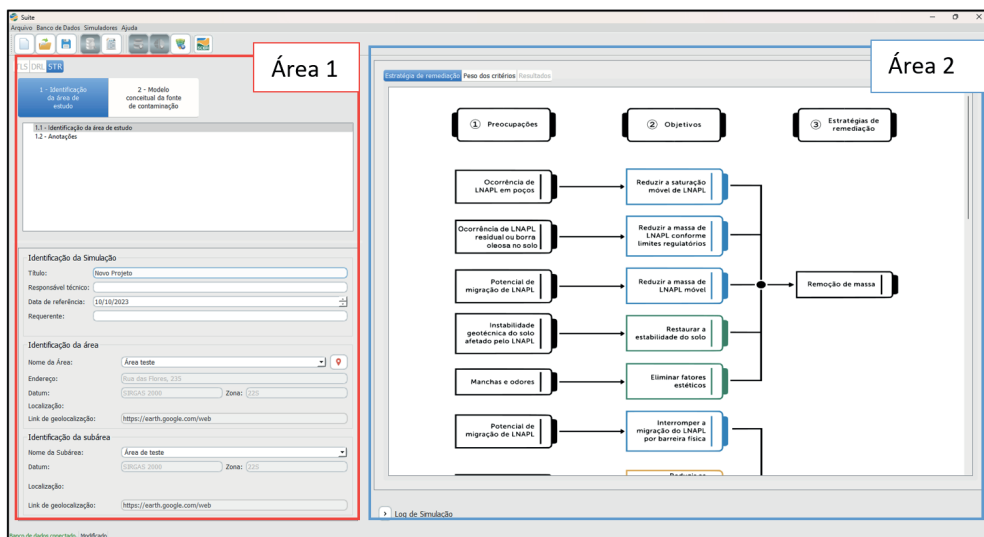 Suite
Arquivo Banco de Dados Simuladores Ajuda
Área 1
Área 2
TLS DRL STR
1 - Identificação
da área de
estudo
2 - Modelo
conceitual da fonte
de contaminação
1.1 - Identificação da área de estudo
1.2 - Anotações
Identificação da Simulação
Título: Novo Projeto
Responsável técnico:
Data de referência: 10/10/2023
Requerente:
Identificação da área
Nome da Área: Área teste
Endereço: Rua das Flores, 235
Datum: SIRGAS 2000 Zona: 23S
Localização:
Link de geolocalização: https://earth.google.com/web
Identificação da subárea
Nome da Subárea: Área de teste
Datum: SIRGAS 2000 Zona: 23S
Localização:
Link de geolocalização: https://earth.google.com/web
Banco de dados conectado Modificado
Estratégia de remediação Peso dos critérios Resultados
① Preocupações
② Objetivos
③ Estratégias de
remediação
Ocorrência de
LNAPL em poços
Reduzir a saturação
móvel de LNAPL
Ocorrência de LNAPL
residual ou borra
oleosa no solo
Reduzir a massa de
LNAPL conforme
limites regulatórios
Potencial de
migração de LNAPL
Reduzir a massa de
LNAPL móvel
Remoção de massa
Instabilidade
geotécnica do solo
afetado pelo LNAPL
Restaurar a
estabilidade do solo
Manchas e odores
Eliminar fatores
estéticos
Potencial de
migração de LNAPL
Interromper a
migração do LNAPL
por barreira física
Log de Simulação